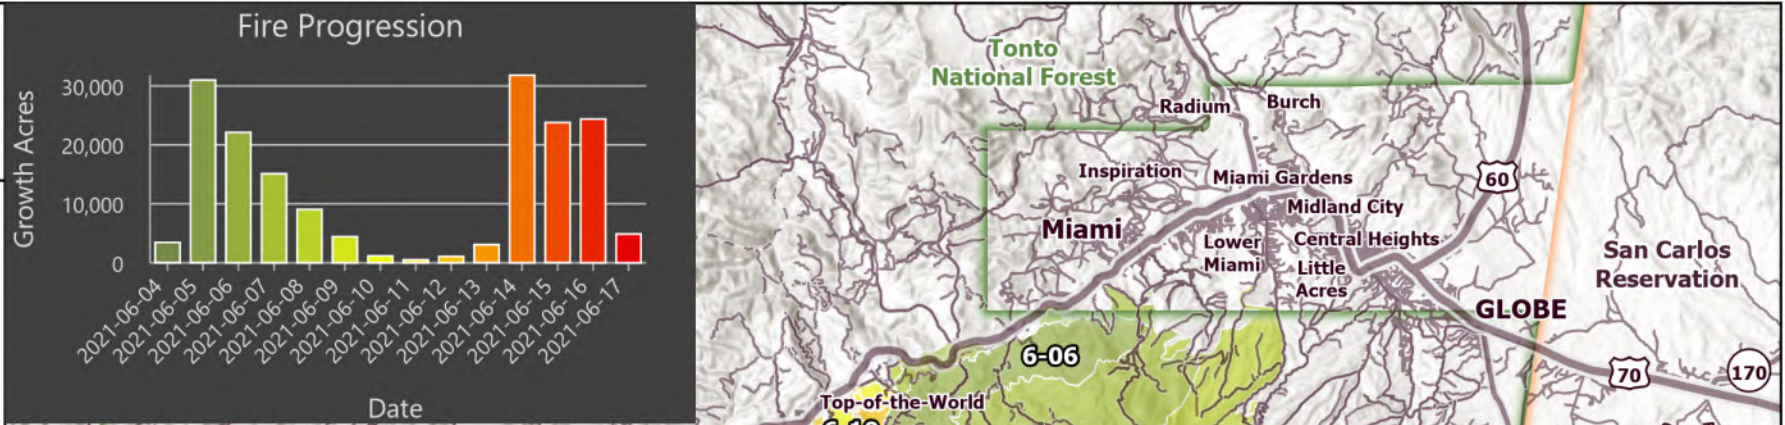 Fire Progression
Growth Acres
30,000
20,000
10,000
0
2021-06-04
2021-06-05
2021-06-06
2021-06-07
2021-06-08
2021-06-09
2021-06-10
2021-06-11
2021-06-12
2021-06-13
2021-06-14
2021-06-15
2021-06-16
2021-06-17
Date
Tonto
National Forest
Radium
Burch
Inspiration
Miami Gardens
60
Midland City
Miami
Lower
Miami
Central Heights
Little
Acres
San Carlos
Reservation
GLOBE
6-06
70
170
Top-of-the-World